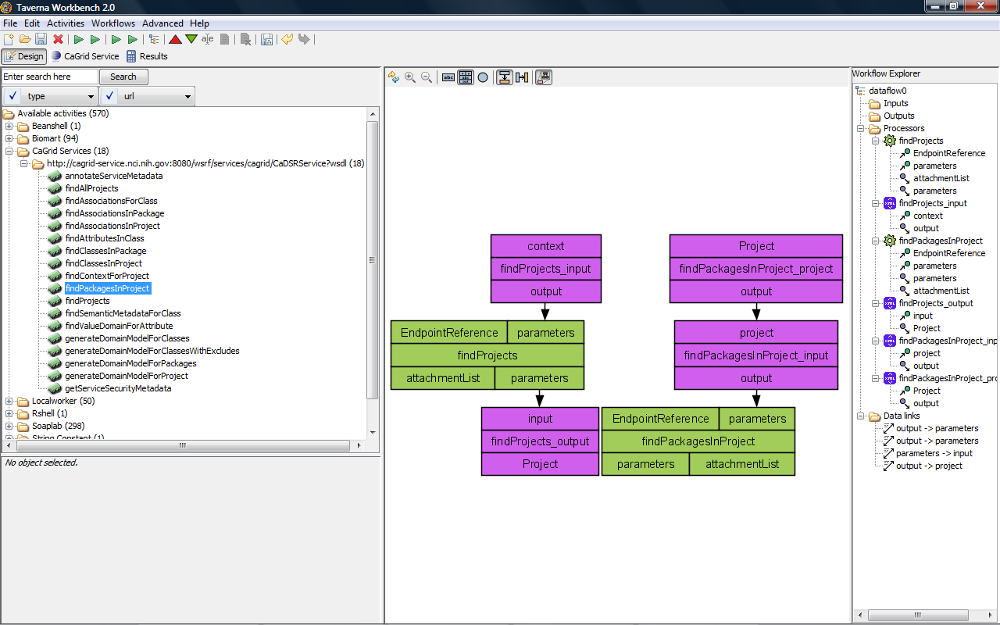 Taverna Workbench 2.0
File Edit Activities Workflows Advanced Help
Design CaGrid Service Results
Enter search here Search
type url
Available activities (570)
Beanshell (1)
Biomart (94)
CaGrid Services (18)
http://cagrid-service.nci.nih.gov:8080/wsrf/services/cagrid/CaDSRService?wsdl (18)
annotateServiceMetadata
findAllProjects
findAssociationsForClass
findAssociationsInPackage
findAssociationsInProject
findAttributesInClass
findClassesInPackage
findClassesInProject
findContextForProject
findPackagesInProject
findProjects
findSemanticMetadataForClass
findValueDomainForAttribute
generateDomainModelForClasses
generateDomainModelForClassesWithExcludes
generateDomainModelForPackages
generateDomainModelForProject
getServiceSecurityMetadata
Localworker (50)
Rshell (1)
Soaplab (298)
String Constant (1)
No object selected.
context
findProjects_input
output
Project
findPackagesInProject_project
output
EndpointReference parameters
findProjects
attachmentList parameters
project
findPackagesInProject_input
output
input
findProjects_output
Project
EndpointReference parameters
findPackagesInProject
parameters attachmentList
Workflow Explorer
dataflow0
Inputs
Outputs
Processors
findProjects
EndpointReference
parameters
attachmentList
parameters
findProjects_input
context
output
findPackagesInProject
EndpointReference
parameters
parameters
attachmentList
findProjects_output
input
Project
findPackagesInProject_inp
project
output
findPackagesInProject_pro
Project
output
Data links
output -> parameters
output -> parameters
parameters -> input
output -> project